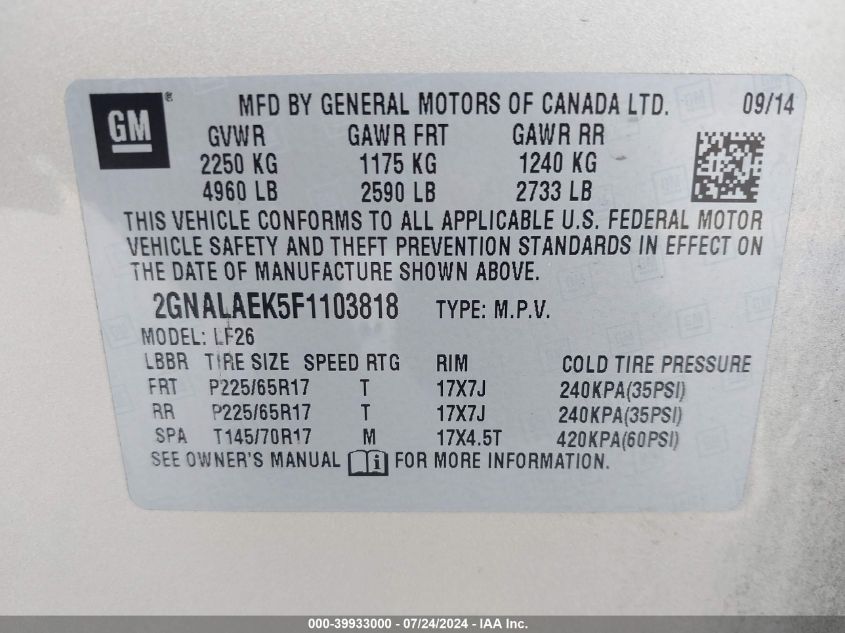 GM® MFD BY GENERAL MOTORS OF CANADA LTD. 09/14
GVWR GAWR FRT GAWR RR
2250 KG 1175 KG 1240 KG
4960 LB 2590 LB 2733 LB
THIS VEHICLE CONFORMS TO ALL APPLICABLE U.S. FEDERAL MOTOR
VEHICLE SAFETY AND THEFT PREVENTION STANDARDS IN EFFECT ON
THE DATE OF MANUFACTURE SHOWN ABOVE.
2GNALAEK5F1103818 TYPE: M.P.V.
MODEL: LF26
LBBR TIRE SIZE SPEED RTG RIM COLD TIRE PRESSURE
FRT P225/65R17 T 17X7J 240KPA(35PSI)
RR P225/65R17 T 17X7J 240KPA(35PSI)
SPA T145/70R17 M 17X4.5T 420KPA(60PSI)
SEE OWNER'S MANUAL i FOR MORE INFORMATION.
000-39933000 - 07/24/2024 - IAAI.com